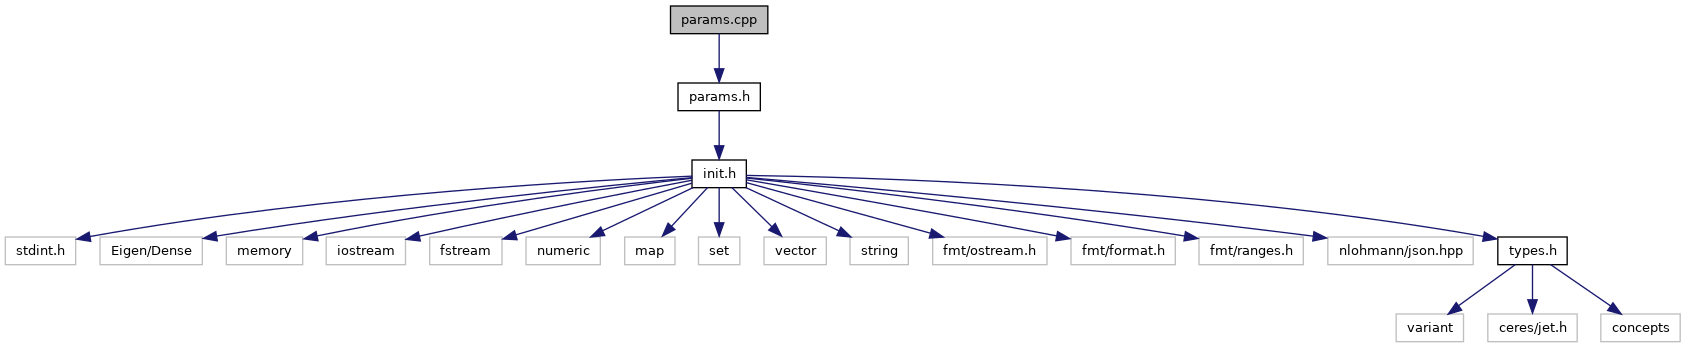 params.cpp
params.h
init.h
stdint.h
Eigen/Dense
memory
iostream
fstream
numeric
map
set
vector
string
fmt/ostream.h
fmt/format.h
fmt/ranges.h
nlohmann/json.hpp
types.h
variant
ceres/jet.h
concepts